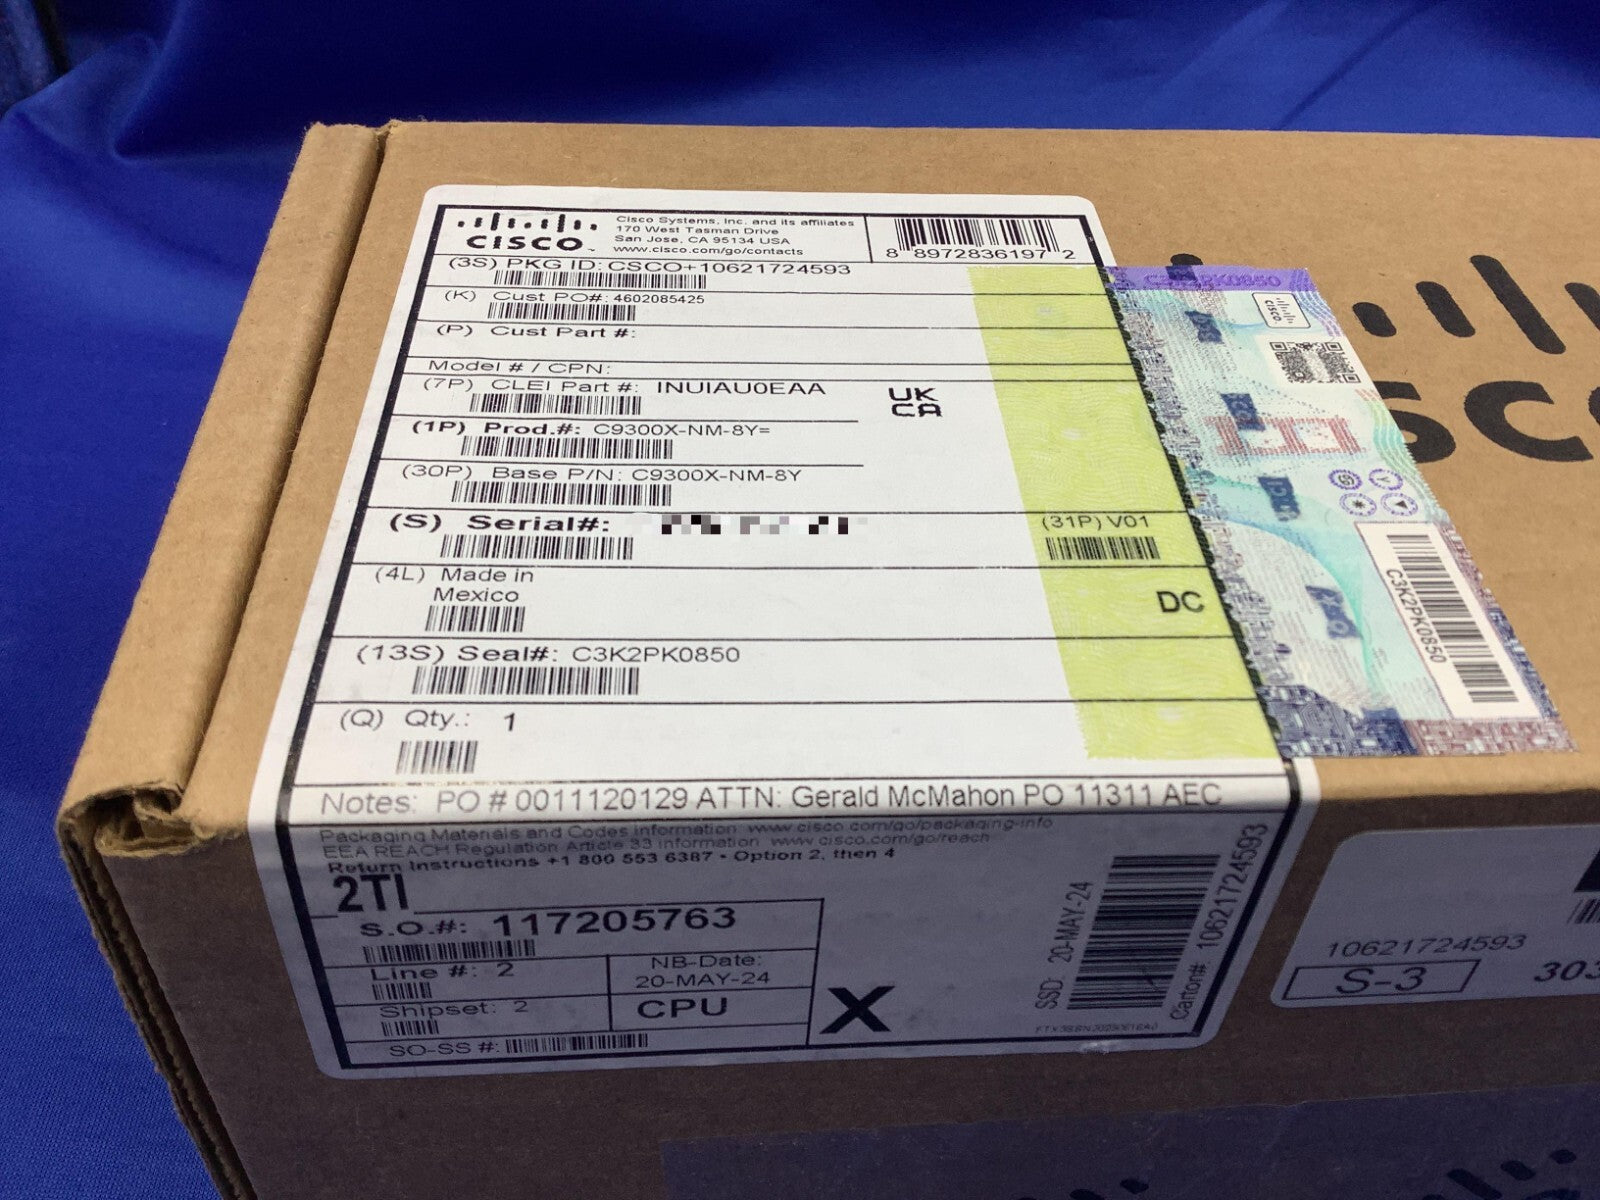 CISCO
Cisco Systems, Inc. and its affiliates
170 West Tasman Drive
San Jose, CA 95134 USA
www.cisco.com/go/contacts
8 8972836197 2
(3S) PKG ID: CSCO+10621724593
(K) Cust PO#: 4602085425
(P) Cust Part #:
Model # / CPN:
(7P) CLEI Part #: INUIAU0EAA
UK
CA
(1P) Prod.#: C9300X-NM-8Y=
(30P) Base P/N: C9300X-NM-8Y
(S) Serial#:
(31P) V01
(4L) Made in
Mexico
DC
(13S) Seal#: C3K2PK0850
(Q) Qty.: 1
Notes: PO # 0011120129 ATTN: Gerald McMahon PO 11311 AEC
Packaging Materials and Codes information www.cisco.com/go/packaging-info
EEA REACH Regulation Article 33 information www.cisco.com/go/reach
Return Instructions +1 800 553 6387 • Option 2, then 4
2TI
S.O.#: 117205763
Line #: 2
NB-Date:
20-MAY-24
Shipset: 2
CPU
SO-SS #:
X
SSD: 20-MAY-24
Carton#: 10621724593
C3K2PK0850
CISCO
C3K2PK0850
SC
10621724593
S-3
303